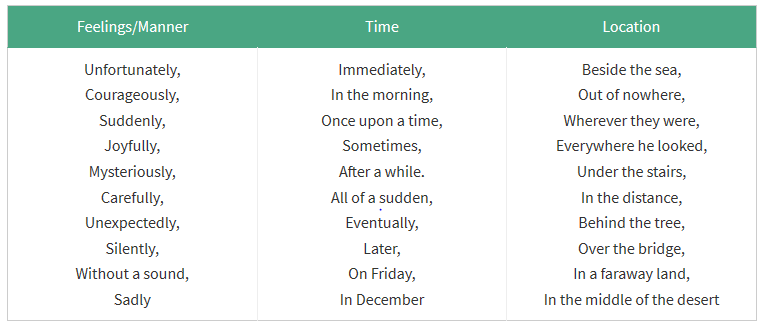 Feelings/Manner Time Location
Unfortunately, Immediately, Beside the sea,
Courageously, In the morning, Out of nowhere,
Suddenly, Once upon a time, Wherever they were,
Joyfully, Sometimes, Everywhere he looked,
Mysteriously, After a while. Under the stairs,
Carefully, All of a sudden, In the distance,
Unexpectedly, Eventually, Behind the tree,
Silently, Later, Over the bridge,
Without a sound, On Friday, In a faraway land,
Sadly In December In the middle of the desert